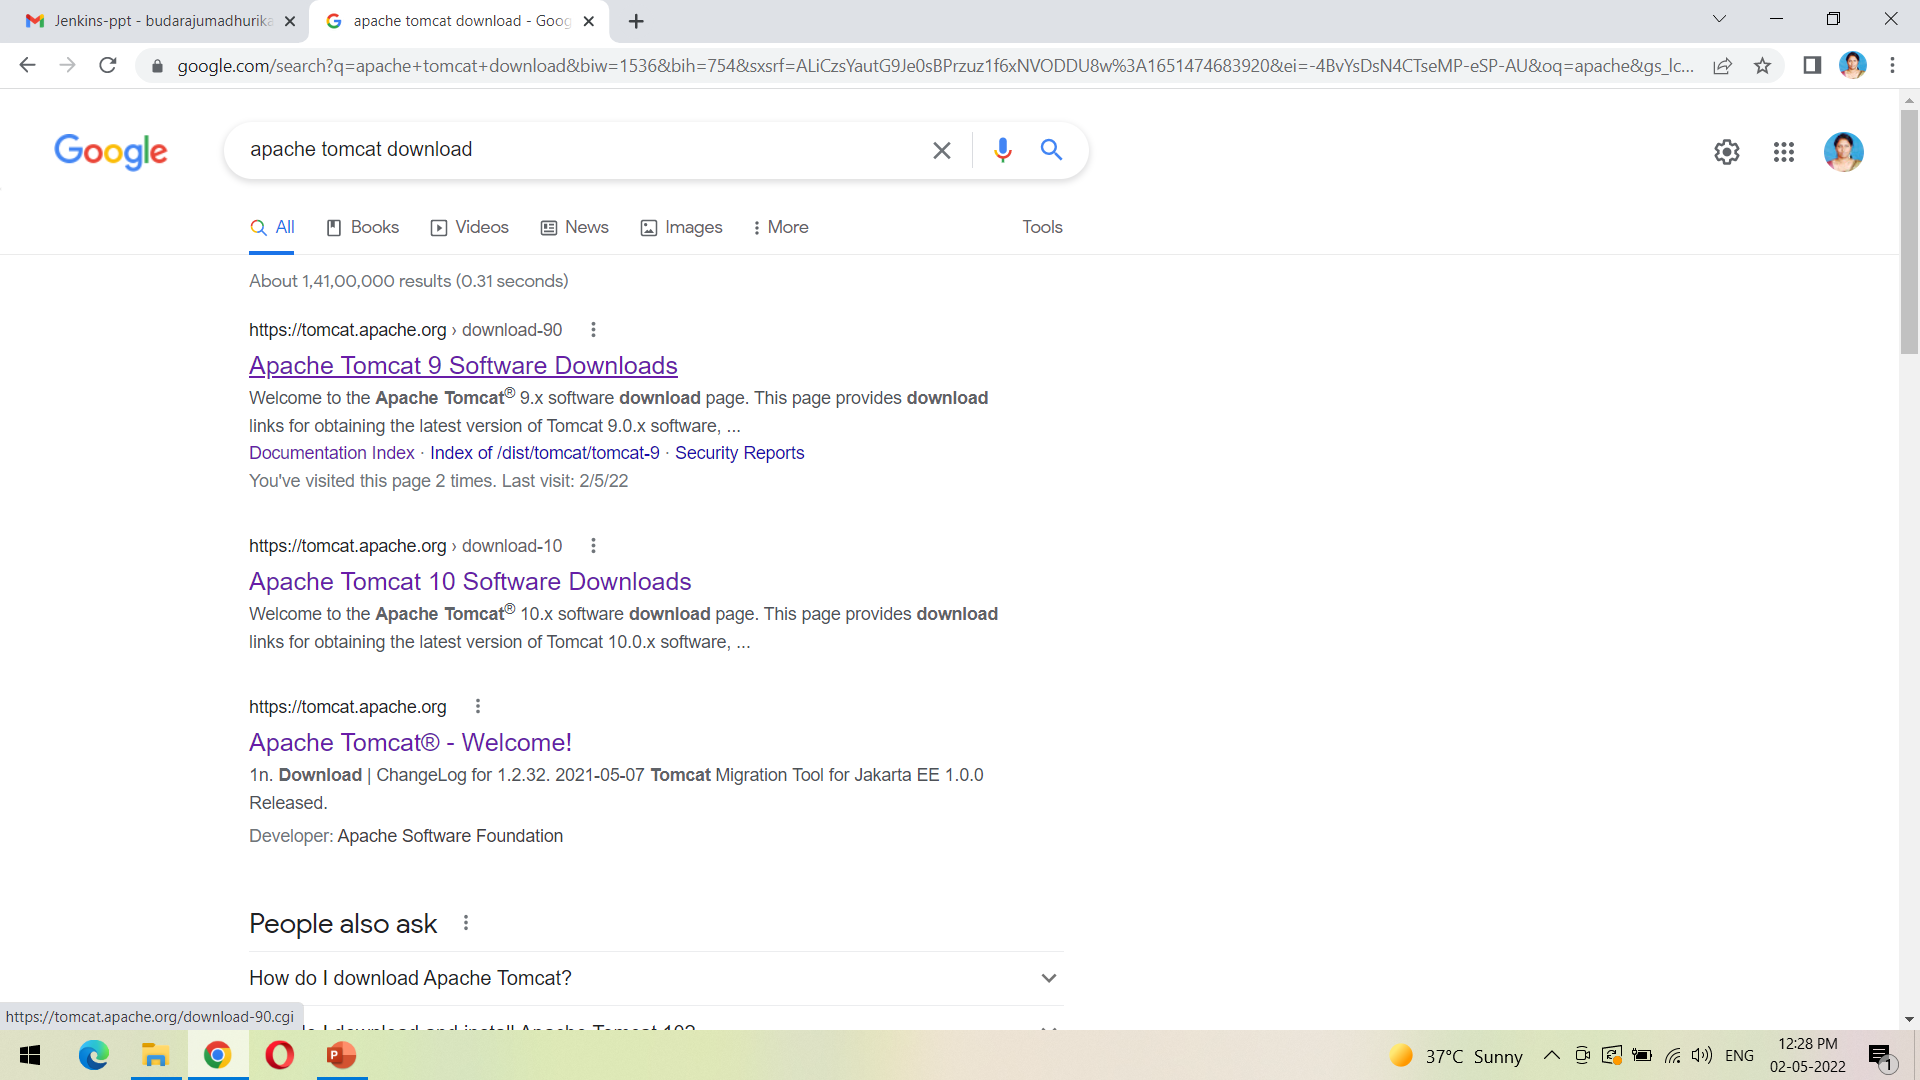 Jenkins-ppt - budarajumadhurika
apache tomcat download - Goog
google.com/search?q=apache+tomcat+download&biw=1536&bih=754&sxsrf=ALiCzsYautG9Je0sBPrzuz1f6xNVODDU8w%3A1651474683920&ei=-4BvYsDsN4CTseMP-eSP-AU&oq=apache&gs_lc...
Google
apache tomcat download
All
Books
Videos
News
Images
More
Tools
About 1,41,00,000 results (0.31 seconds)
https://tomcat.apache.org › download-90
Apache Tomcat 9 Software Downloads
Welcome to the Apache Tomcat® 9.x software download page. This page provides download
links for obtaining the latest version of Tomcat 9.0.x software, ...
Documentation Index · Index of /dist/tomcat/tomcat-9 · Security Reports
You've visited this page 2 times. Last visit: 2/5/22
https://tomcat.apache.org › download-10
Apache Tomcat 10 Software Downloads
Welcome to the Apache Tomcat® 10.x software download page. This page provides download
links for obtaining the latest version of Tomcat 10.0.x software, ...
https://tomcat.apache.org
Apache Tomcat® - Welcome!
1n. Download | ChangeLog for 1.2.32. 2021-05-07 Tomcat Migration Tool for Jakarta EE 1.0.0
Released.
Developer: Apache Software Foundation
People also ask
How do I download Apache Tomcat?
I download and install Apache Tomcat 10?
https://tomcat.apache.org/download-90.cgi
37°C Sunny
ENG
12:28 PM
02-05-2022
1